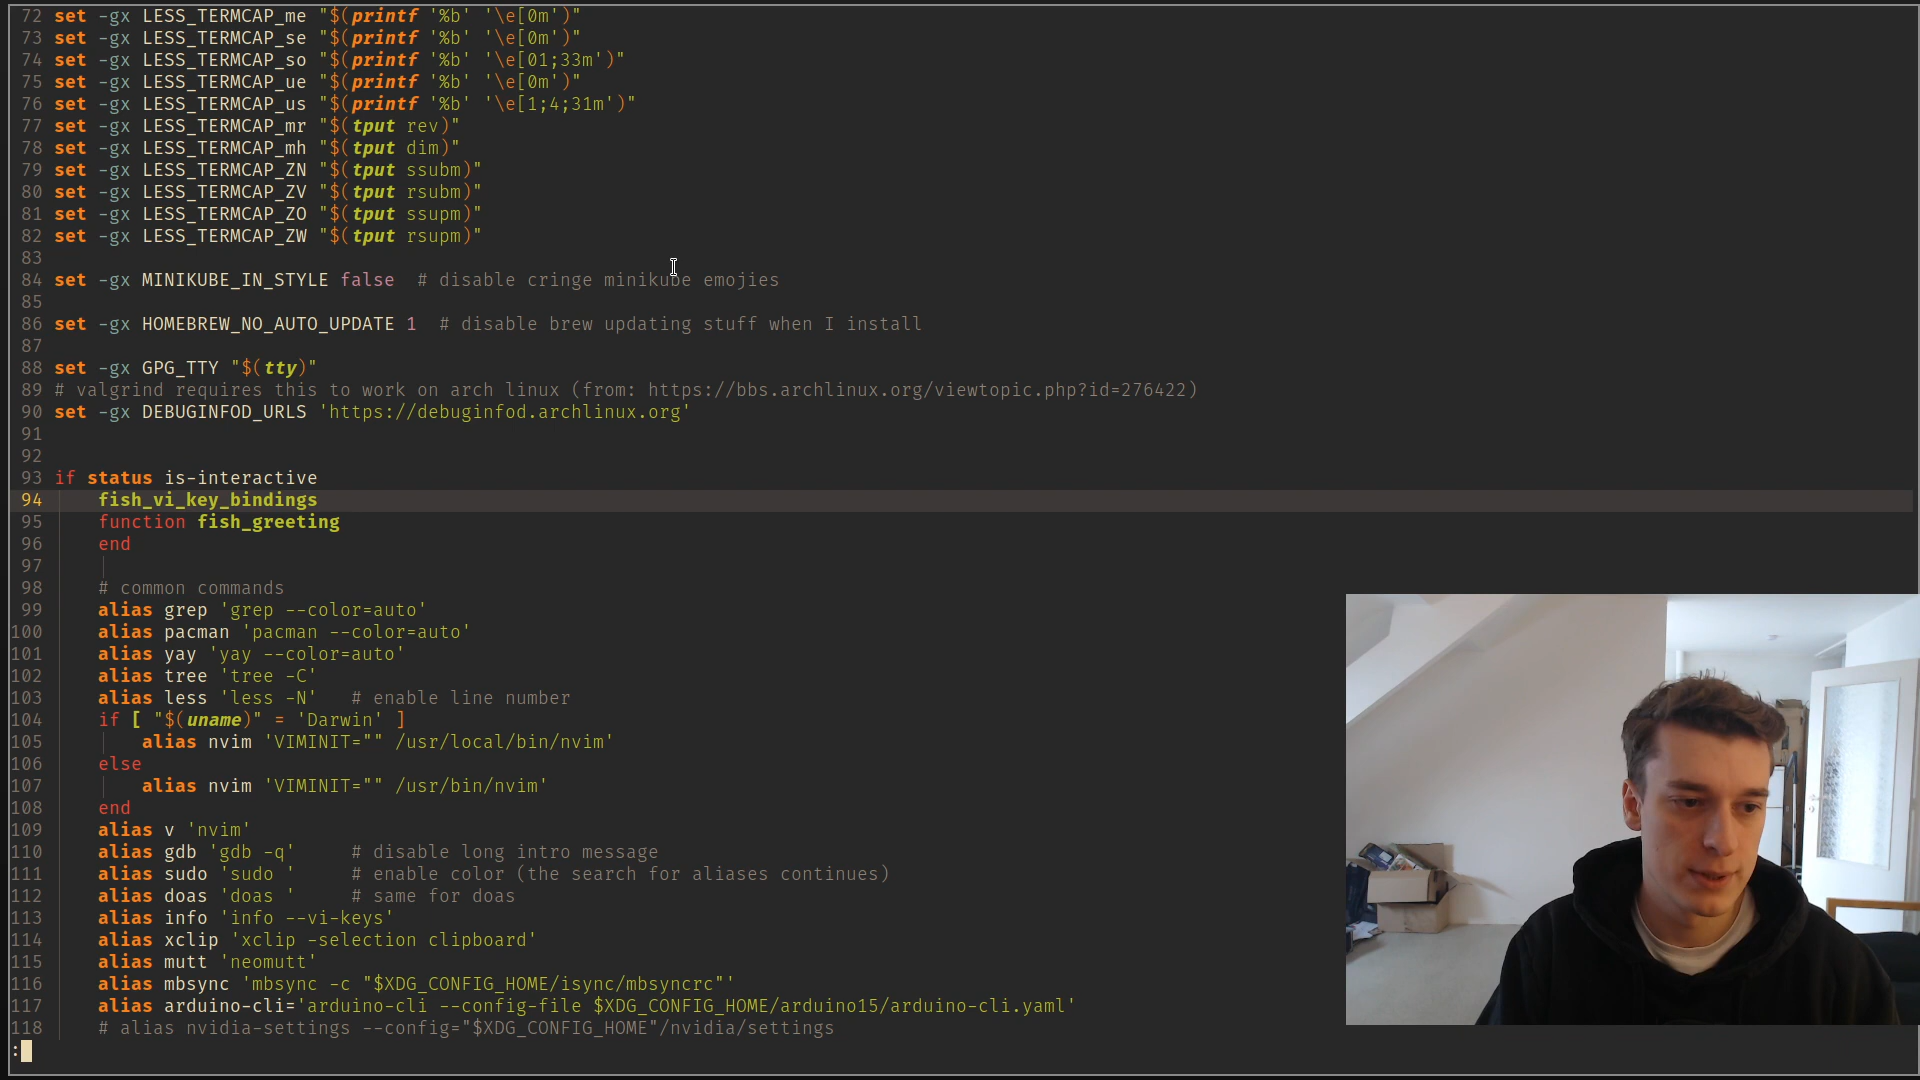 72 set -gx LESS_TERMCAP_me "$(printf '%b' '\e[0m')"
73 set -gx LESS_TERMCAP_se "$(printf '%b' '\e[0m')"
74 set -gx LESS_TERMCAP_so "$(printf '%b' '\e[01;33m')"
75 set -gx LESS_TERMCAP_ue "$(printf '%b' '\e[0m')"
76 set -gx LESS_TERMCAP_us "$(printf '%b' '\e[1;4;31m')"
77 set -gx LESS_TERMCAP_mr "$(tput rev)"
78 set -gx LESS_TERMCAP_mh "$(tput dim)"
79 set -gx LESS_TERMCAP_ZN "$(tput ssubm)"
80 set -gx LESS_TERMCAP_ZV "$(tput rsubm)"
81 set -gx LESS_TERMCAP_ZO "$(tput ssupm)"
82 set -gx LESS_TERMCAP_ZW "$(tput rsupm)"
83
84 set -gx MINIKUBE_IN_STYLE false  # disable cringe minikube emojies
85
86 set -gx HOMEBREW_NO_AUTO_UPDATE 1  # disable brew updating stuff when I install
87
88 set -gx GPG_TTY "$(tty)"
89 # valgrind requires this to work on arch linux (from: https://bbs.archlinux.org/viewtopic.php?id=276422)
90 set -gx DEBUGINFOD_URLS 'https://debuginfod.archlinux.org'
91
92
93 if status is-interactive
94     fish_vi_key_bindings
95     function fish_greeting
96     end
97
98     # common commands
99     alias grep 'grep --color=auto'
100     alias pacman 'pacman --color=auto'
101     alias yay 'yay --color=auto'
102     alias tree 'tree -C'
103     alias less 'less -N'   # enable line number
104     if [ "$(uname)" = 'Darwin' ]
105         alias nvim 'VIMINIT="" /usr/local/bin/nvim'
106     else
107         alias nvim 'VIMINIT="" /usr/bin/nvim'
108     end
109     alias v 'nvim'
110     alias gdb 'gdb -q'     # disable long intro message
111     alias sudo 'sudo '     # enable color (the search for aliases continues)
112     alias doas 'doas '     # same for doas
113     alias info 'info --vi-keys'
114     alias xclip 'xclip -selection clipboard'
115     alias mutt 'neomutt'
116     alias mbsync 'mbsync -c "$XDG_CONFIG_HOME/isync/mbsyncrc"'
117     alias arduino-cli='arduino-cli --config-file $XDG_CONFIG_HOME/arduino15/arduino-cli.yaml'
118     # alias nvidia-settings --config="$XDG_CONFIG_HOME"/nvidia/settings
: